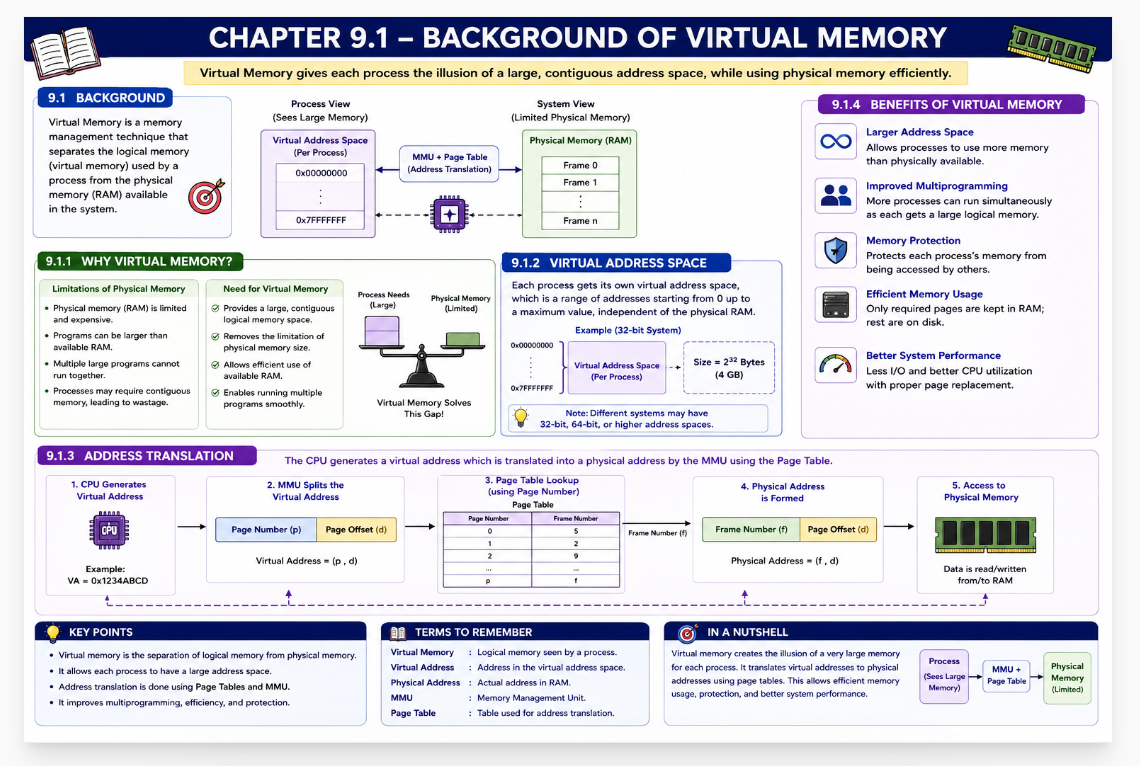 CHAPTER 9.1 – BACKGROUND OF VIRTUAL MEMORY
Virtual Memory gives each process the illusion of a large, contiguous address space, while using physical memory efficiently.
9.1 BACKGROUND
Virtual Memory is a memory
management technique that
separates the logical memory
(virtual memory) used by a
process from the physical
memory (RAM) available
in the system.
Process View
(Sees Large Memory)
Virtual Address Space
(Per Process)
0x00000000
⋮
0x7FFFFFFF
MMU + Page Table
(Address Translation)
System View
(Limited Physical Memory)
Physical Memory (RAM)
Frame 0
Frame 1
⋮
Frame n
9.1.4 BENEFITS OF VIRTUAL MEMORY
Larger Address Space
Allows processes to use more memory
than physically available.
Improved Multiprogramming
More processes can run simultaneously
as each gets a large logical memory.
Memory Protection
Protects each process's memory from
being accessed by others.
Efficient Memory Usage
Only required pages are kept in RAM;
rest are on disk.
Better System Performance
Less I/O and better CPU utilization
with proper page replacement.
9.1.1 WHY VIRTUAL MEMORY?
Limitations of Physical Memory
• Physical memory (RAM) is limited
and expensive.
• Programs can be larger than
available RAM.
• Multiple large programs cannot
run together.
• Processes may require contiguous
memory, leading to wastage.
Need for Virtual Memory
Provides a large, contiguous
logical memory space.
Removes the limitation of
physical memory size.
Allows efficient use of
available RAM.
Enables running multiple
programs smoothly.
Process Needs
(Large)
Physical Memory
(Limited)
Virtual Memory Solves
This Gap!
9.1.2 VIRTUAL ADDRESS SPACE
Each process gets its own virtual address space,
which is a range of addresses starting from 0 up to
a maximum value, independent of the physical RAM.
Example (32-bit System)
0x00000000
⋮
0x7FFFFFFF
Virtual Address Space
(Per Process)
Size = 2³² Bytes
(4 GB)
Note: Different systems may have
32-bit, 64-bit, or higher address spaces.
9.1.3 ADDRESS TRANSLATION
The CPU generates a virtual address which is translated into a physical address by the MMU using the Page Table.
1. CPU Generates
Virtual Address
CPU
Example:
VA = 0x1234ABCD
2. MMU Splits the
Virtual Address
Page Number (p) Page Offset (d)
Virtual Address = (p , d)
3. Page Table Lookup
(using Page Number)
Page Table
Page Number Frame Number
0 5
1 2
2 9
... ...
p f
Frame Number (f)
4. Physical Address
is Formed
Frame Number (f) Page Offset (d)
Physical Address = (f , d)
5. Access to
Physical Memory
Data is read/written
from/to RAM
KEY POINTS
• Virtual memory is the separation of logical memory from physical memory.
• It allows each process to have a large address space.
• Address translation is done using Page Tables and MMU.
• It improves multiprogramming, efficiency, and protection.
TERMS TO REMEMBER
Virtual Memory : Logical memory seen by a process.
Virtual Address : Address in the virtual address space.
Physical Address : Actual address in RAM.
MMU : Memory Management Unit.
Page Table : Table used for address translation.
IN A NUTSHELL
Virtual memory creates the illusion of a very large memory
for each process. It translates virtual addresses to physical
addresses using page tables. This allows efficient memory
usage, protection, and better system performance.
Process
(Sees Large
Memory)
MMU +
Page Table
Physical
Memory
(Limited)